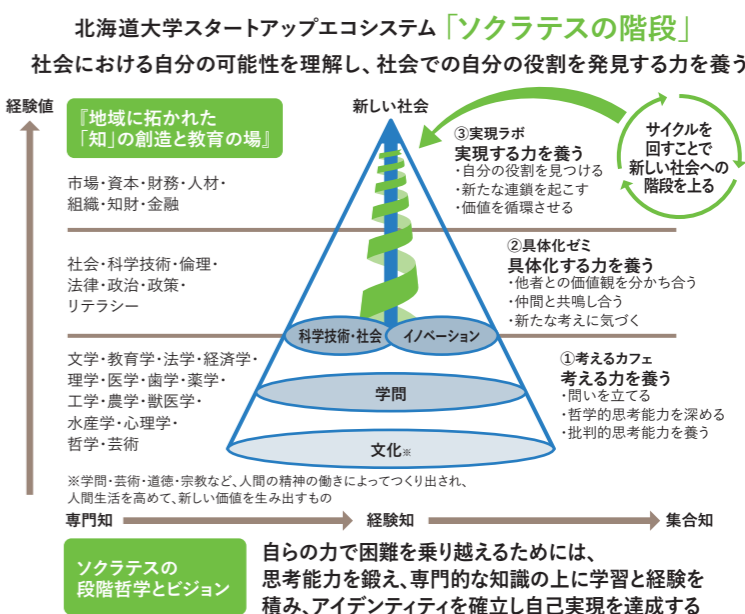 北海道大学スタートアップエコシステム「ソクラテスの階段」
社会における自分の可能性を理解し、社会での自分の役割を発見する力を養う
経験値
『地域に拓かれた
「知」の創造と教育の場』
新しい社会
③実現ラボ
実現する力を養う
・自分の役割を見つける
・新たな連鎖を起こす
・価値を循環させる
サイクルを
回すことで
新しい社会への
階段を上る
市場・資本・財務・人材・
組織・知財・金融
②具体化ゼミ
具体化する力を養う
・他者との価値観を分かち合う
・仲間と共鳴し合う
・新たな考えに気づく
社会・科学技術・倫理・
法律・政治・政策・
リテラシー
科学技術・社会
イノベーション
①考えるカフェ
考える力を養う
・問いを立てる
・哲学的思考能力を深める
・批判的思考能力を養う
文学・教育学・法学・経済学・
理学・医学・歯学・薬学・
工学・農学・獣医学・
水産学・心理学・
哲学・芸術
学問
文化※
※学問・芸術・道徳・宗教など、人間の精神の働きによってつくり出され、
人間生活を高めて、新しい価値を生み出すもの
専門知
経験知
集合知
ソクラテスの
段階哲学とビジョン
自らの力で困難を乗り越えるためには、
思考能力を鍛え、専門的な知識の上に学習と経験を
積み、アイデンティティを確立し自己実現を達成する